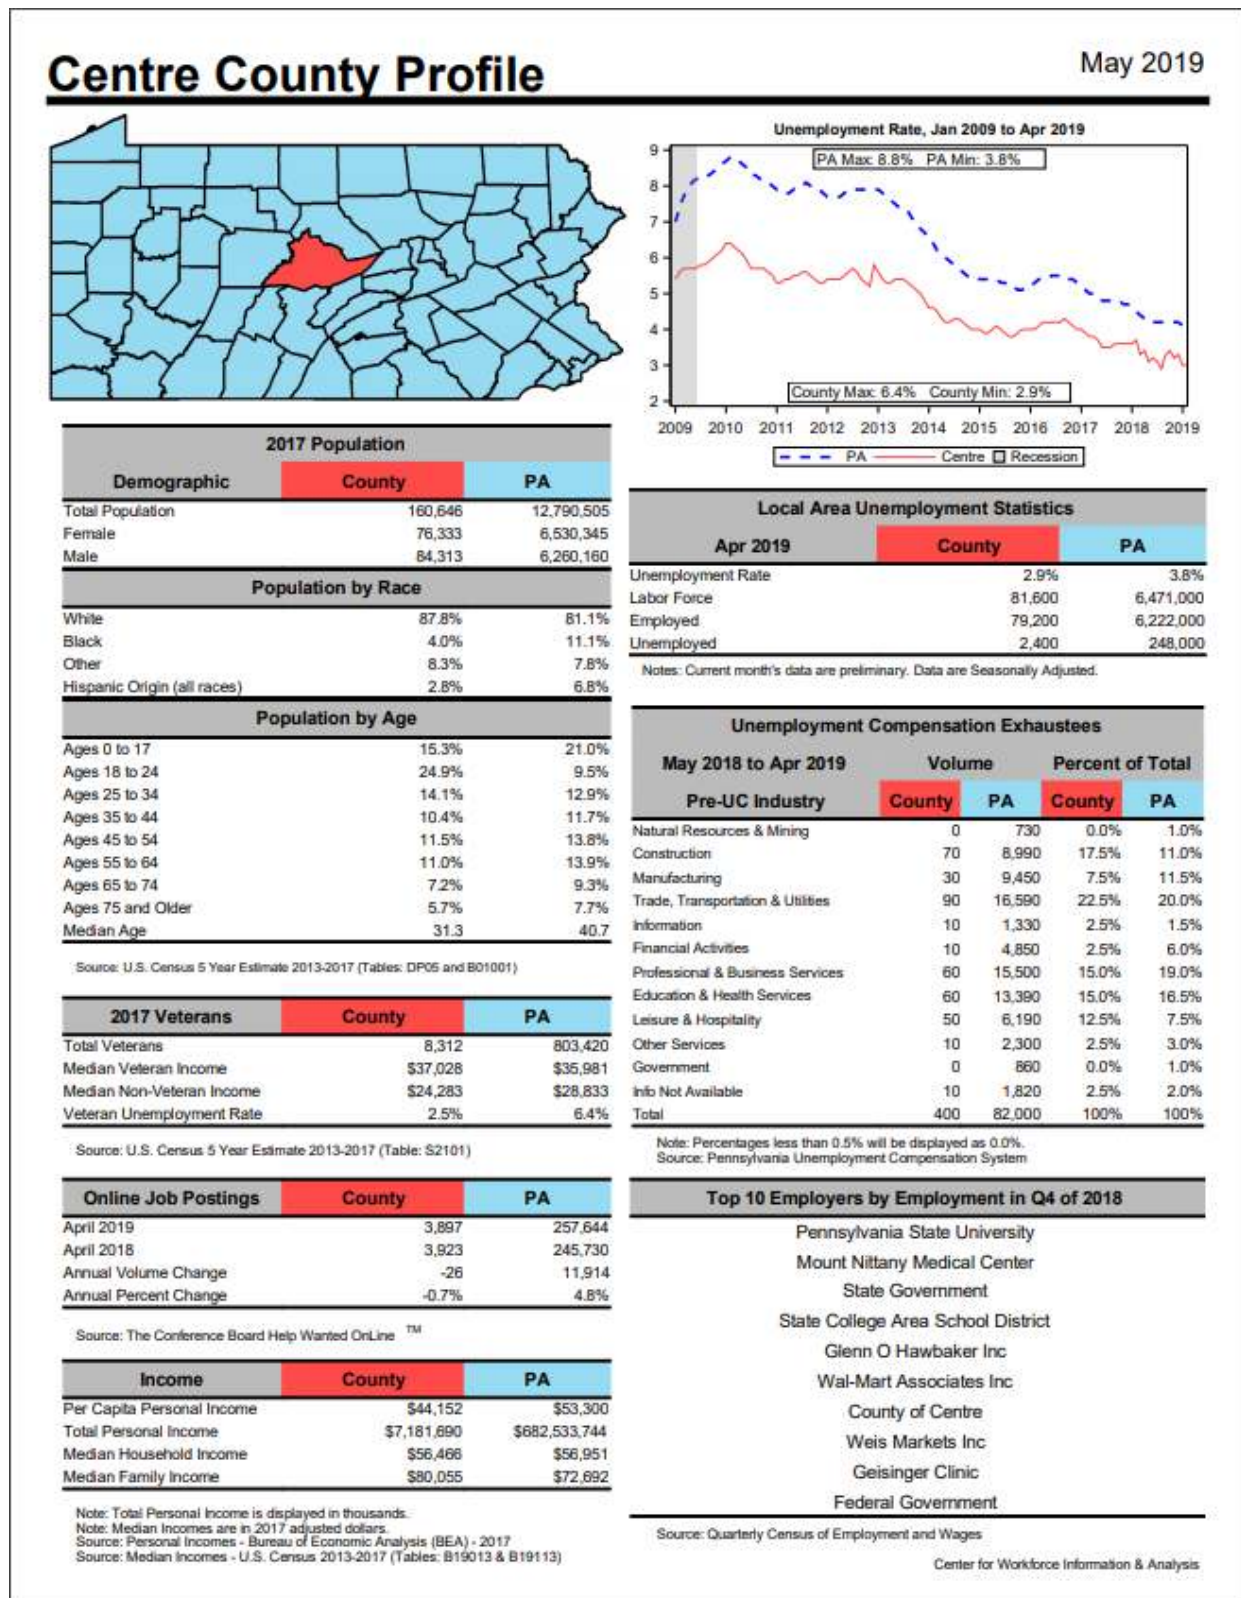 Centre County Profile
May 2019
Unemployment Rate, Jan 2009 to Apr 2019
PA Max: 8.8% PA Min: 3.8%
9
8
7
6
5
4
3
2
County Max: 6.4% County Min: 2.9%
2009 2010 2011 2012 2013 2014 2015 2016 2017 2018 2019
PA Centre Recession
2017 Population
Demographic County PA
Total Population 160,646 12,790,505
Female 76,333 6,530,345
Male 84,313 6,260,160
Population by Race
White 87.8% 81.1%
Black 4.0% 11.1%
Other 8.3% 7.8%
Hispanic Origin (all races) 2.8% 6.8%
Population by Age
Ages 0 to 17 15.3% 21.0%
Ages 18 to 24 24.9% 9.5%
Ages 25 to 34 14.1% 12.9%
Ages 35 to 44 10.4% 11.7%
Ages 45 to 54 11.5% 13.8%
Ages 55 to 64 11.0% 13.9%
Ages 65 to 74 7.2% 9.3%
Ages 75 and Older 5.7% 7.7%
Median Age 31.3 40.7
Source: U.S. Census 5 Year Estimate 2013-2017 (Tables: DP05 and B01001)
2017 Veterans County PA
Total Veterans 8,312 803,420
Median Veteran Income $37,028 $35,981
Median Non-Veteran Income $24,283 $28,833
Veteran Unemployment Rate 2.5% 6.4%
Source: U.S. Census 5 Year Estimate 2013-2017 (Table: S2101)
Online Job Postings County PA
April 2019 3,897 257,644
April 2018 3,923 245,730
Annual Volume Change -26 11,914
Annual Percent Change -0.7% 4.8%
Source: The Conference Board Help Wanted OnLine ™
Income County PA
Per Capita Personal Income $44,152 $53,300
Total Personal Income $7,181,690 $682,533,744
Median Household Income $56,466 $56,951
Median Family Income $80,055 $72,692
Note: Total Personal Income is displayed in thousands.
Note: Median Incomes are in 2017 adjusted dollars.
Source: Personal Incomes - Bureau of Economic Analysis (BEA) - 2017
Source: Median Incomes - U.S. Census 2013-2017 (Tables: B19013 & B19113)
Local Area Unemployment Statistics
Apr 2019 County PA
Unemployment Rate 2.9% 3.8%
Labor Force 81,600 6,471,000
Employed 79,200 6,222,000
Unemployed 2,400 248,000
Notes: Current month's data are preliminary. Data are Seasonally Adjusted.
Unemployment Compensation Exhaustees
May 2018 to Apr 2019 Volume Percent of Total
Pre-UC Industry County PA County PA
Natural Resources & Mining 0 730 0.0% 1.0%
Construction 70 8,990 17.5% 11.0%
Manufacturing 30 9,450 7.5% 11.5%
Trade, Transportation & Utilities 90 16,590 22.5% 20.0%
Information 10 1,330 2.5% 1.5%
Financial Activities 10 4,850 2.5% 6.0%
Professional & Business Services 60 15,500 15.0% 19.0%
Education & Health Services 60 13,390 15.0% 16.5%
Leisure & Hospitality 50 6,190 12.5% 7.5%
Other Services 10 2,300 2.5% 3.0%
Government 0 860 0.0% 1.0%
Info Not Available 10 1,820 2.5% 2.0%
Total 400 82,000 100% 100%
Note: Percentages less than 0.5% will be displayed as 0.0%.
Source: Pennsylvania Unemployment Compensation System
Top 10 Employers by Employment in Q4 of 2018
Pennsylvania State University
Mount Nittany Medical Center
State Government
State College Area School District
Glenn O Hawbaker Inc
Wal-Mart Associates Inc
County of Centre
Weis Markets Inc
Geisinger Clinic
Federal Government
Source: Quarterly Census of Employment and Wages
Center for Workforce Information & Analysis